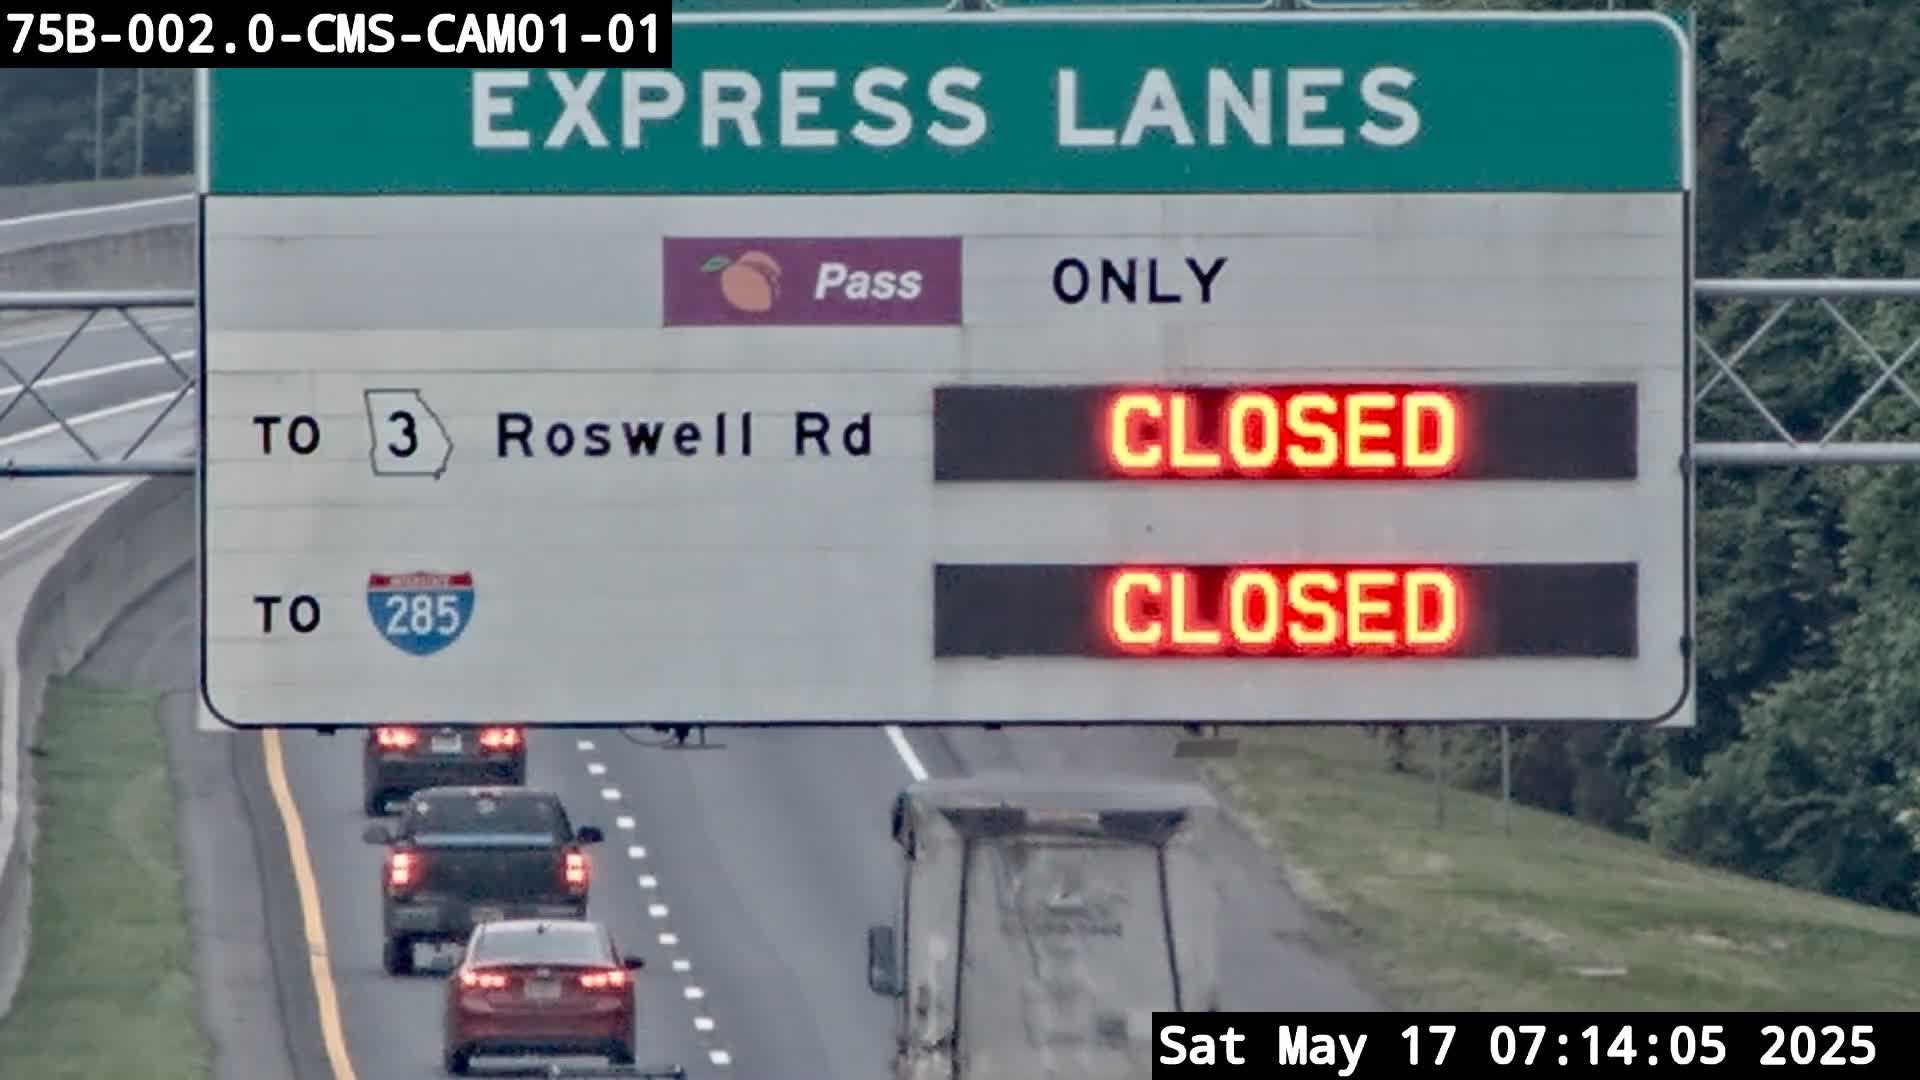 75B-002.0-CMS-CAM01-01
EXPRESS LANES
Pass ONLY
TO 3 Roswell Rd CLOSED
TO 285 CLOSED
Sat May 17 07:14:05 2025